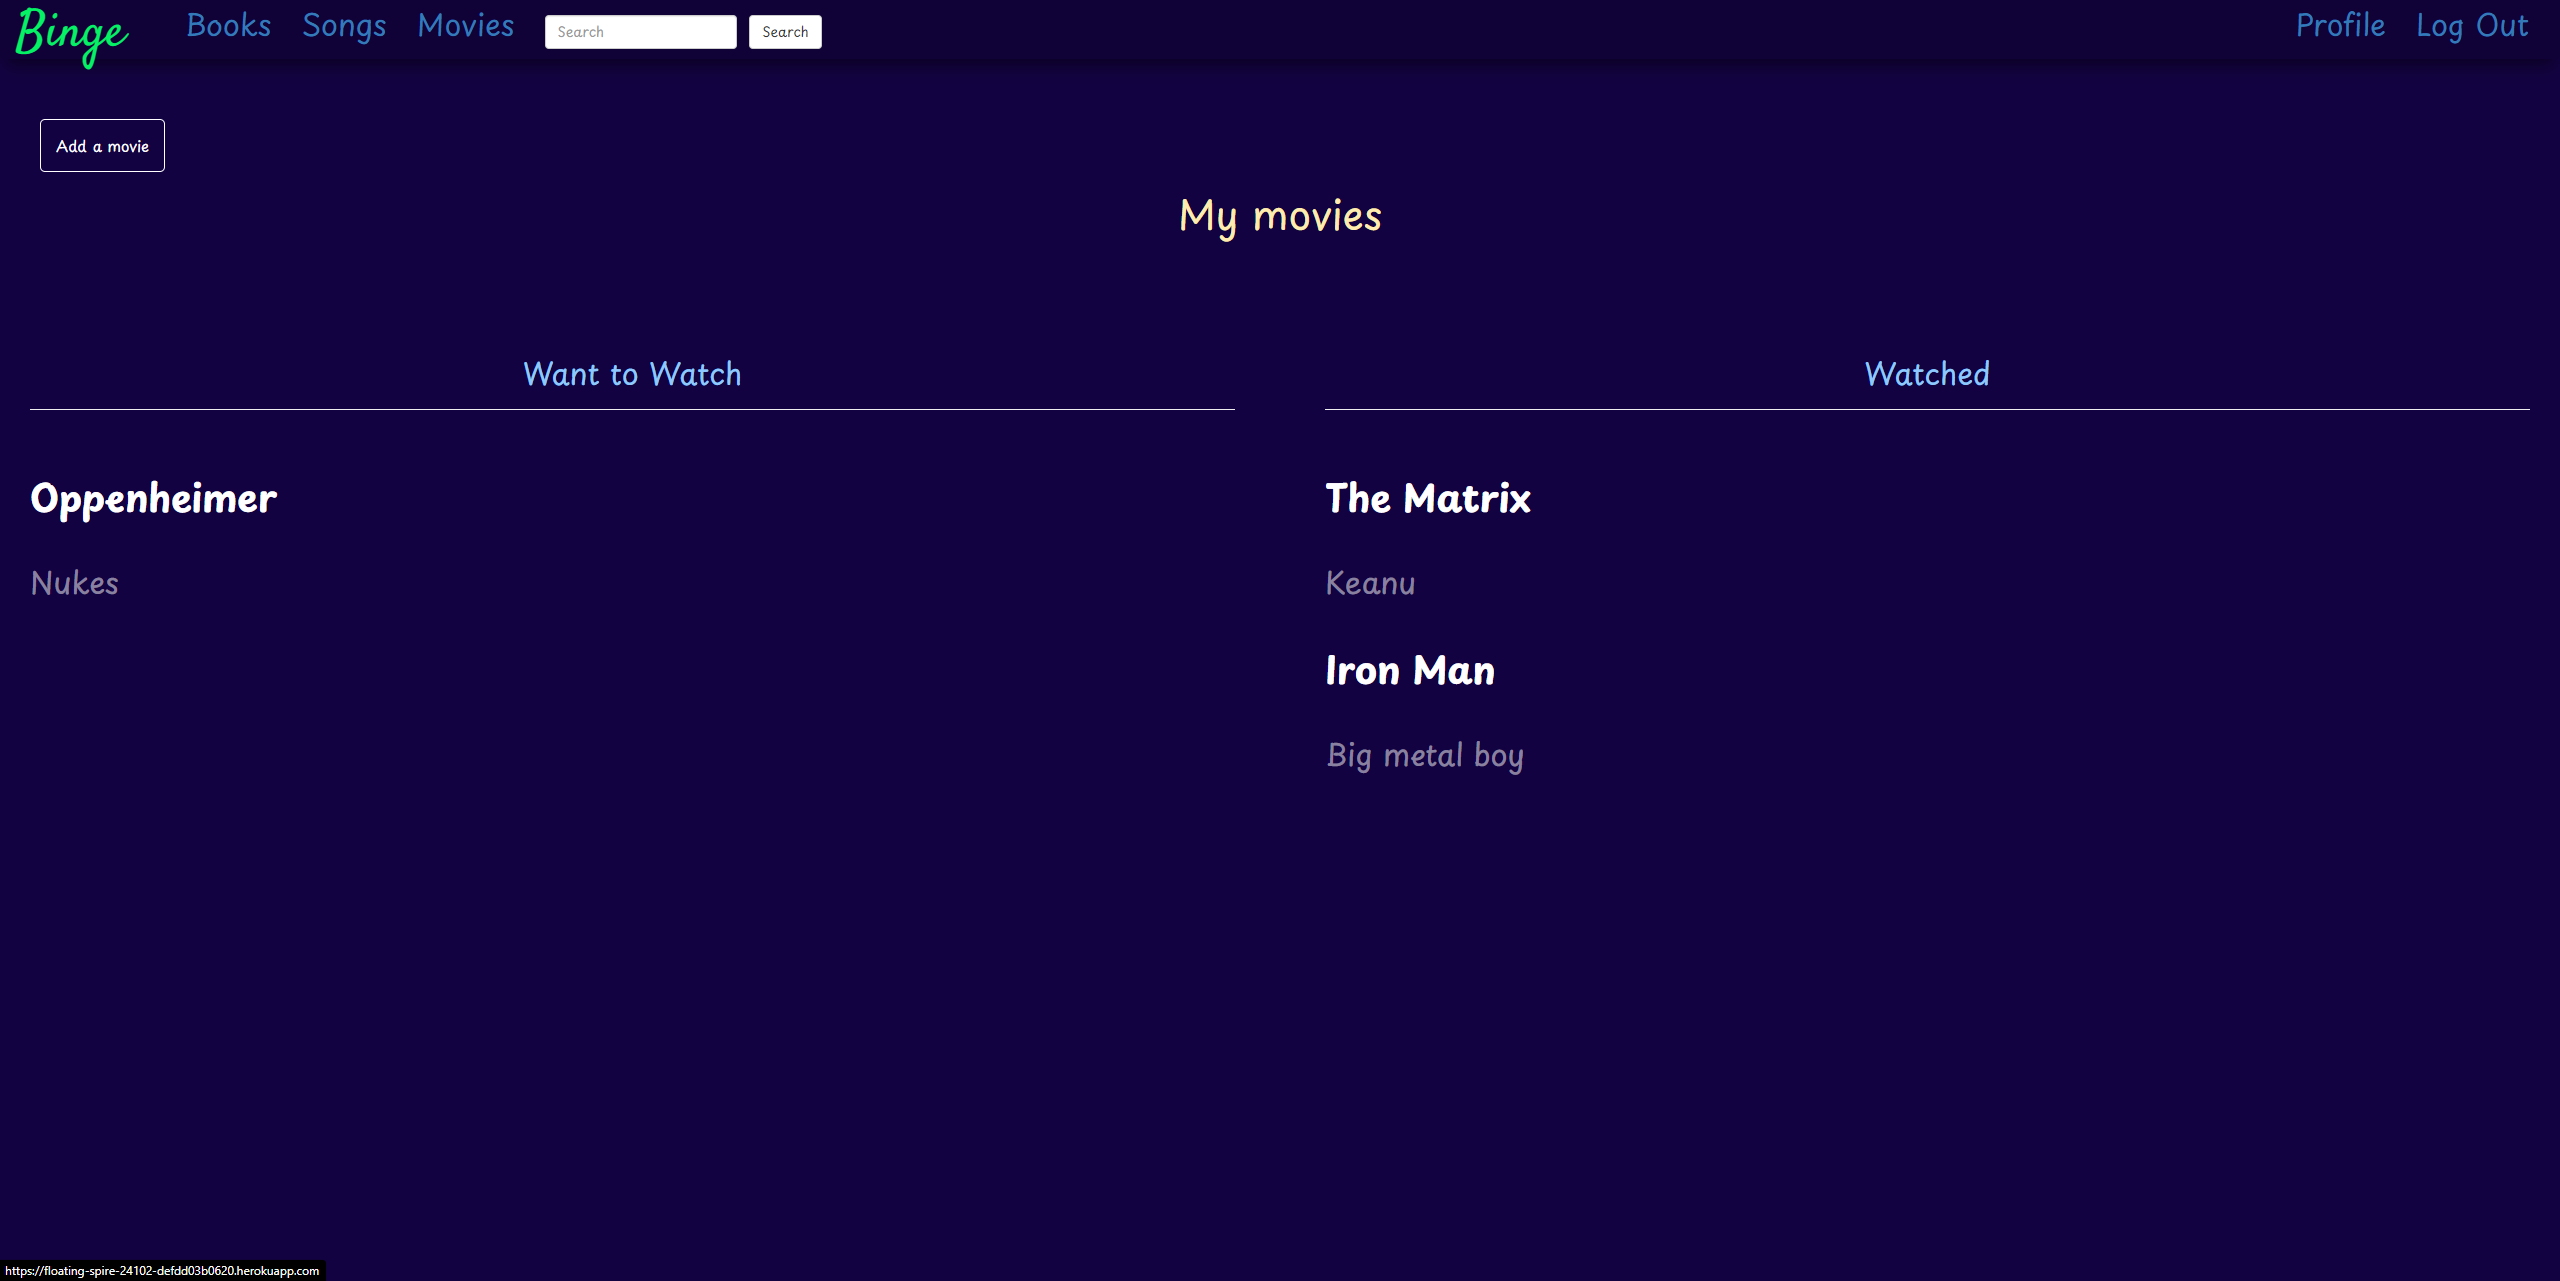 Binge Books Songs Movies Search Search Profile Log Out
Add a movie
My movies
Want to Watch
Oppenheimer
Nukes
Watched
The Matrix
Keanu
Iron Man
Big metal boy
https://floating-spire-24102-defdd03b0620.herokuapp.com